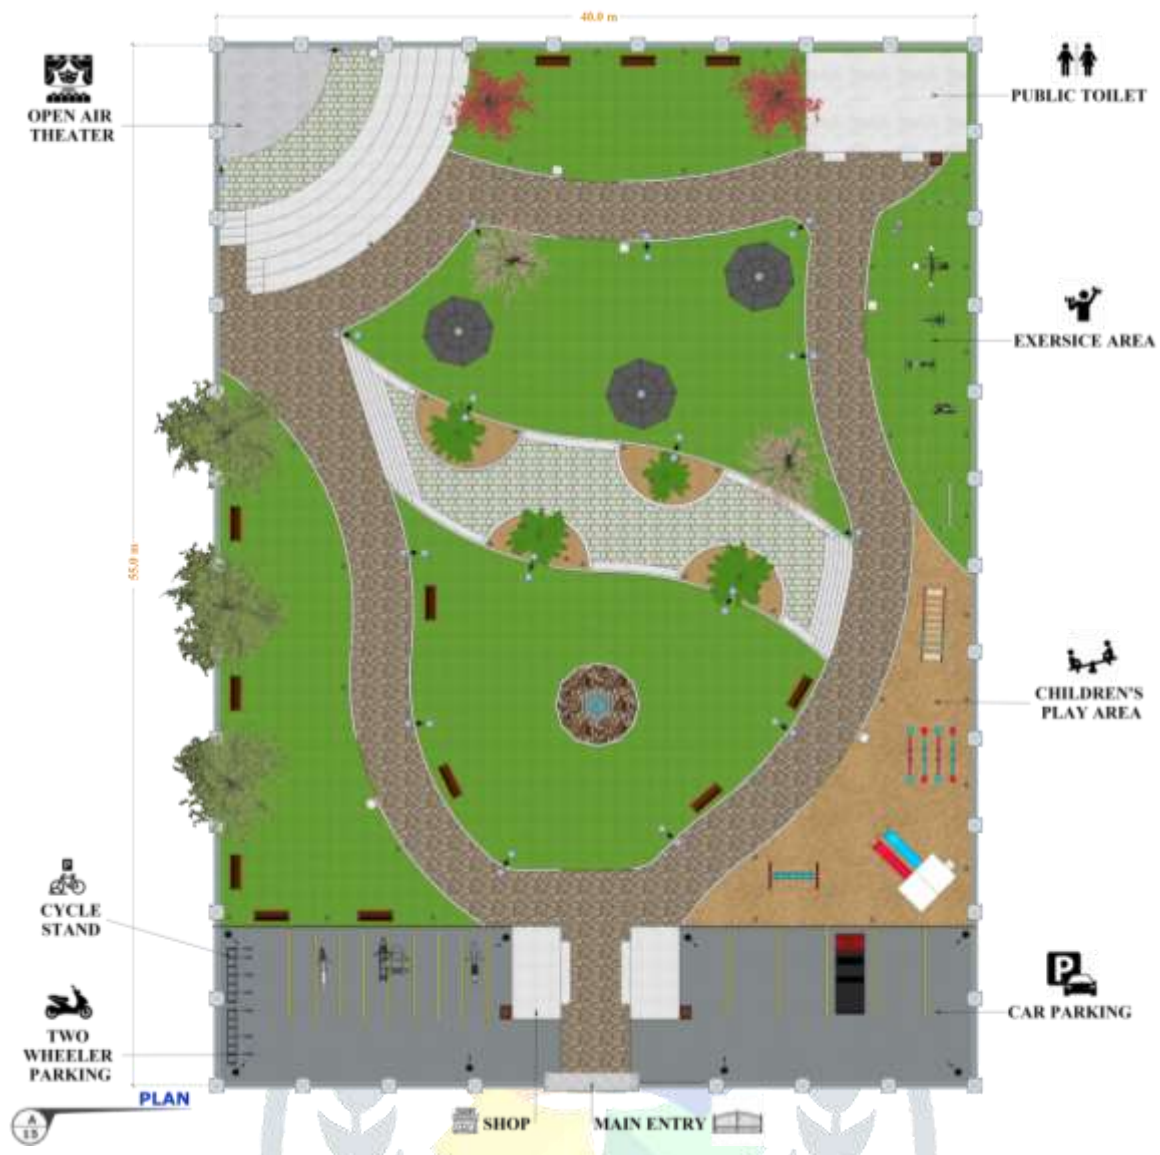 40.0 m
OPEN AIR
THEATER
PUBLIC TOILET
EXERSICE AREA
55.0 m
CHILDREN'S
PLAY AREA
P
CYCLE
STAND
P
CAR PARKING
TWO
WHEELER
PARKING
PLAN
A
15
SHOP
MAIN ENTRY